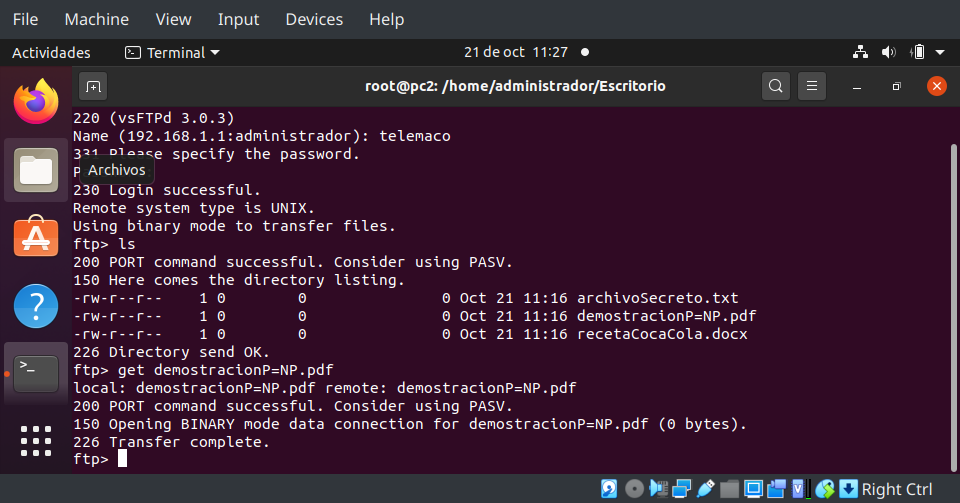 File Machine View Input Devices Help
Actividades Terminal 21 de oct 11:27
root@pc2: /home/administrador/Escritorio
220 (vsFTPd 3.0.3)
Name (192.168.1.1:administrador): telemaco
331 Please specify the password.
P
Archivos
230 Login successful.
Remote system type is UNIX.
Using binary mode to transfer files.
ftp> ls
200 PORT command successful. Consider using PASV.
150 Here comes the directory listing.
-rw-r--r-- 1 0 0 0 Oct 21 11:16 archivoSecreto.txt
-rw-r--r-- 1 0 0 0 Oct 21 11:16 demostracionP=NP.pdf
-rw-r--r-- 1 0 0 0 Oct 21 11:16 recetaCocaCola.docx
226 Directory send OK.
ftp> get demostracionP=NP.pdf
local: demostracionP=NP.pdf remote: demostracionP=NP.pdf
200 PORT command successful. Consider using PASV.
150 Opening BINARY mode data connection for demostracionP=NP.pdf (0 bytes).
226 Transfer complete.
ftp>
Right Ctrl